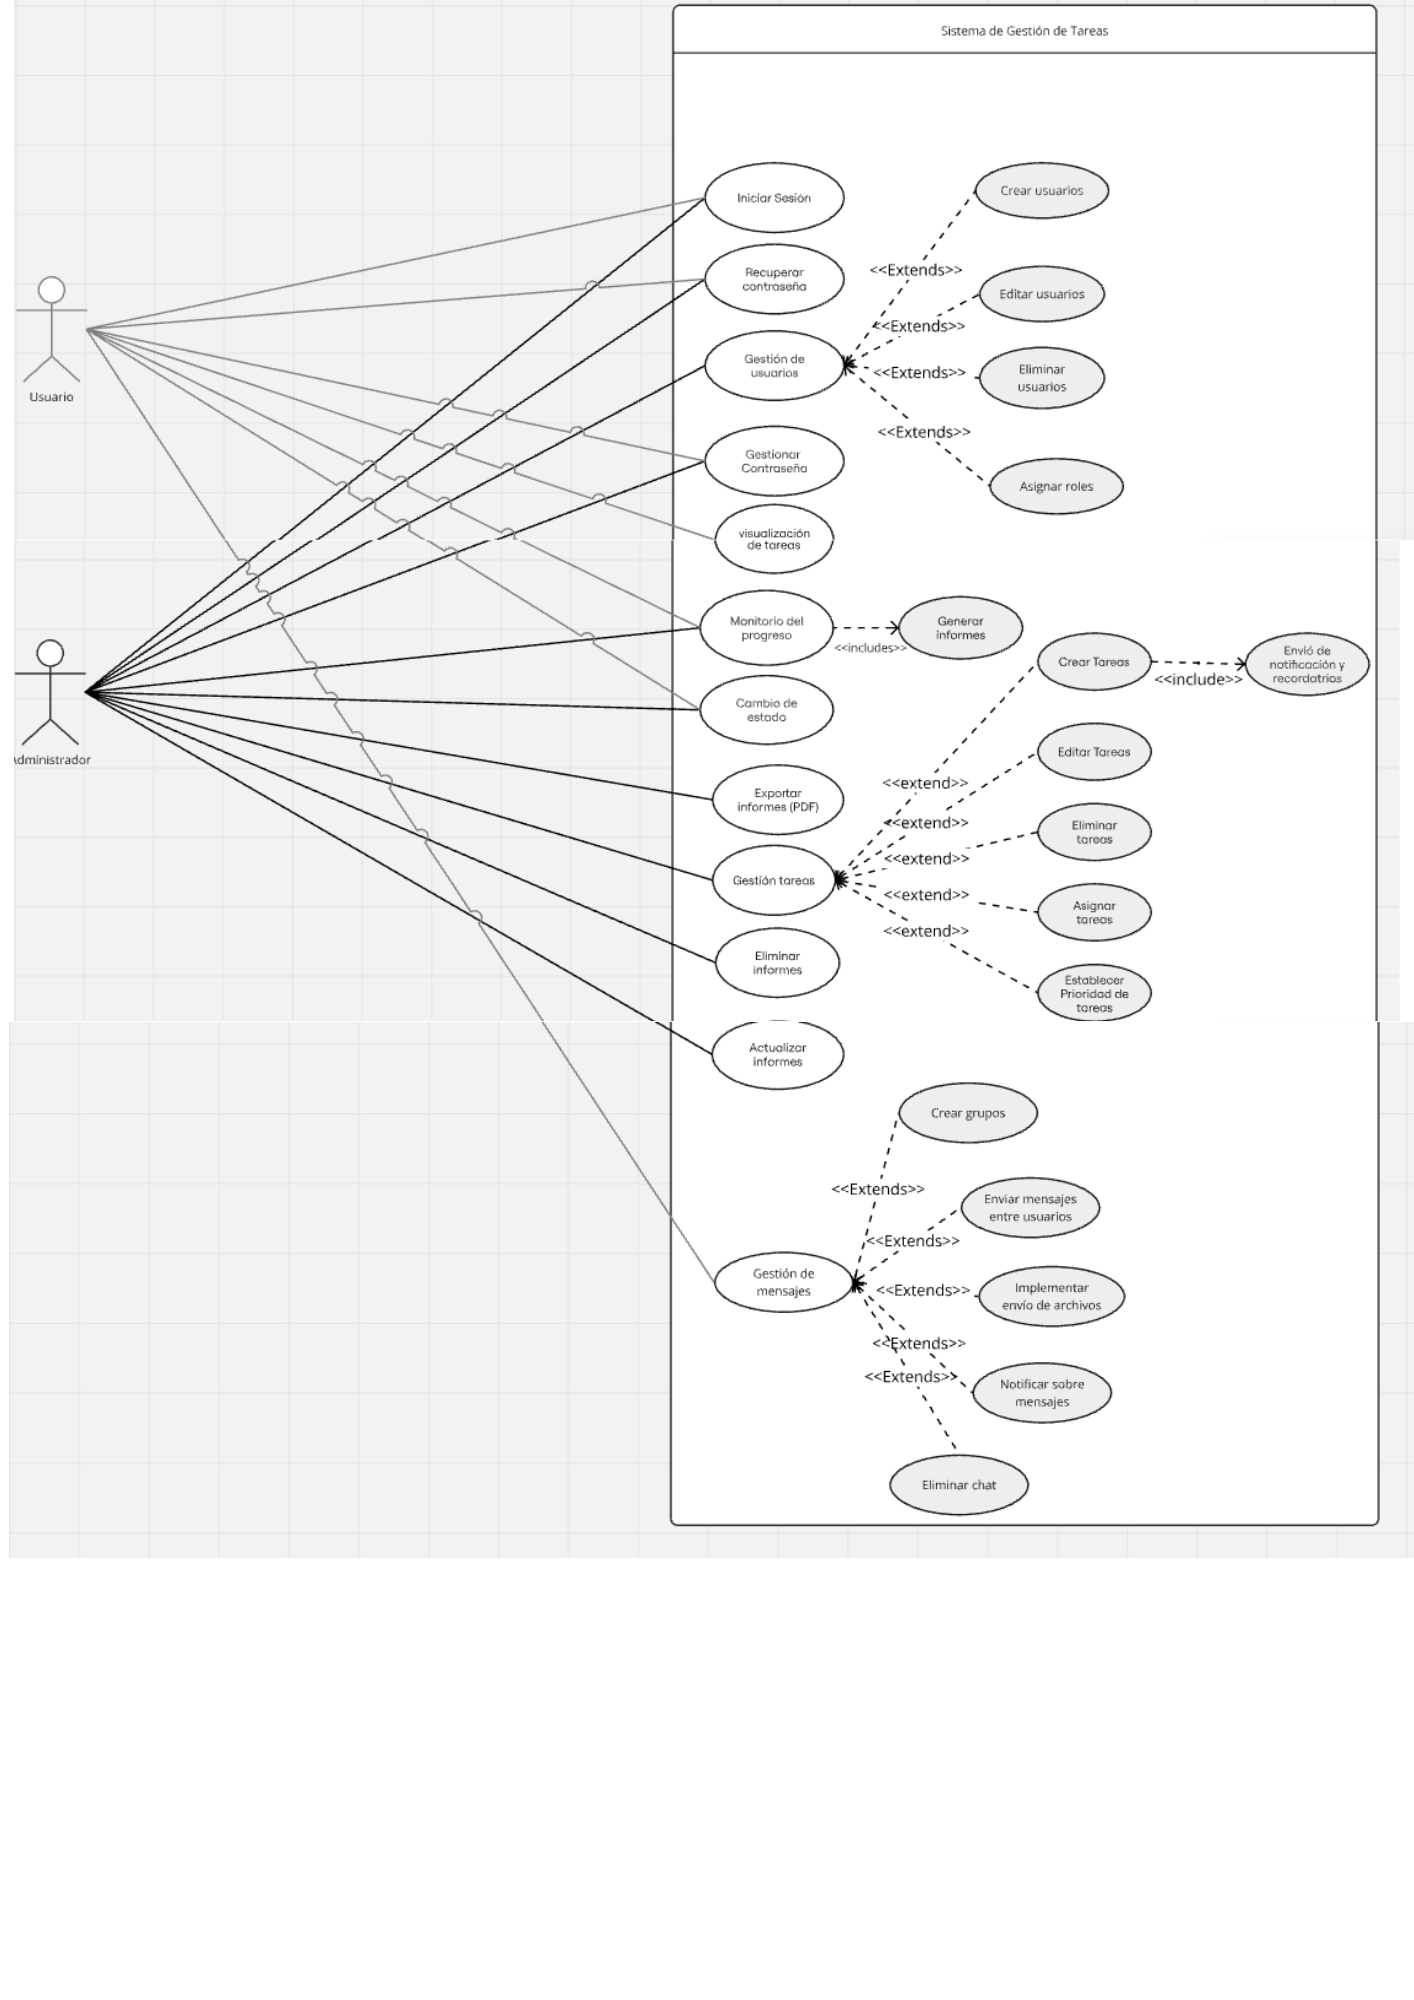 Sistema de Gestión de Tareas
Iniciar Sesión
Crear usuarios
Recuperar
contraseña
<<Extends>>
Editar usuarios
<<Extends>>
Gestión de
usuarios
<<Extends>>
Eliminar
usuarios
Usuario
<<Extends>>
Gestionar
Contraseña
Asignar roles
visualización
de tareas
Monitorio del
progreso
<<includes>>
Generar
informes
Crear Tareas
<<include>>
Envió de
notificación y
recordatrios
Cambio de
estado
Administrador
Editar Tareas
<<extend>>
Exportar
informes (PDF)
<<extend>>
Eliminar
tareas
<<extend>>
Gestión tareas
<<extend>>
Asignar
tareas
<<extend>>
Eliminar
informes
Establecer
Prioridad de
tareas
Actualizar
informes
Crear grupos
<<Extends>>
Enviar mensajes
entre usuarios
<<Extends>>
Gestión de
mensajes
<<Extends>>
Implementar
envío de archivos
<<Extends>>
<<Extends>>
Notificar sobre
mensajes
Eliminar chat